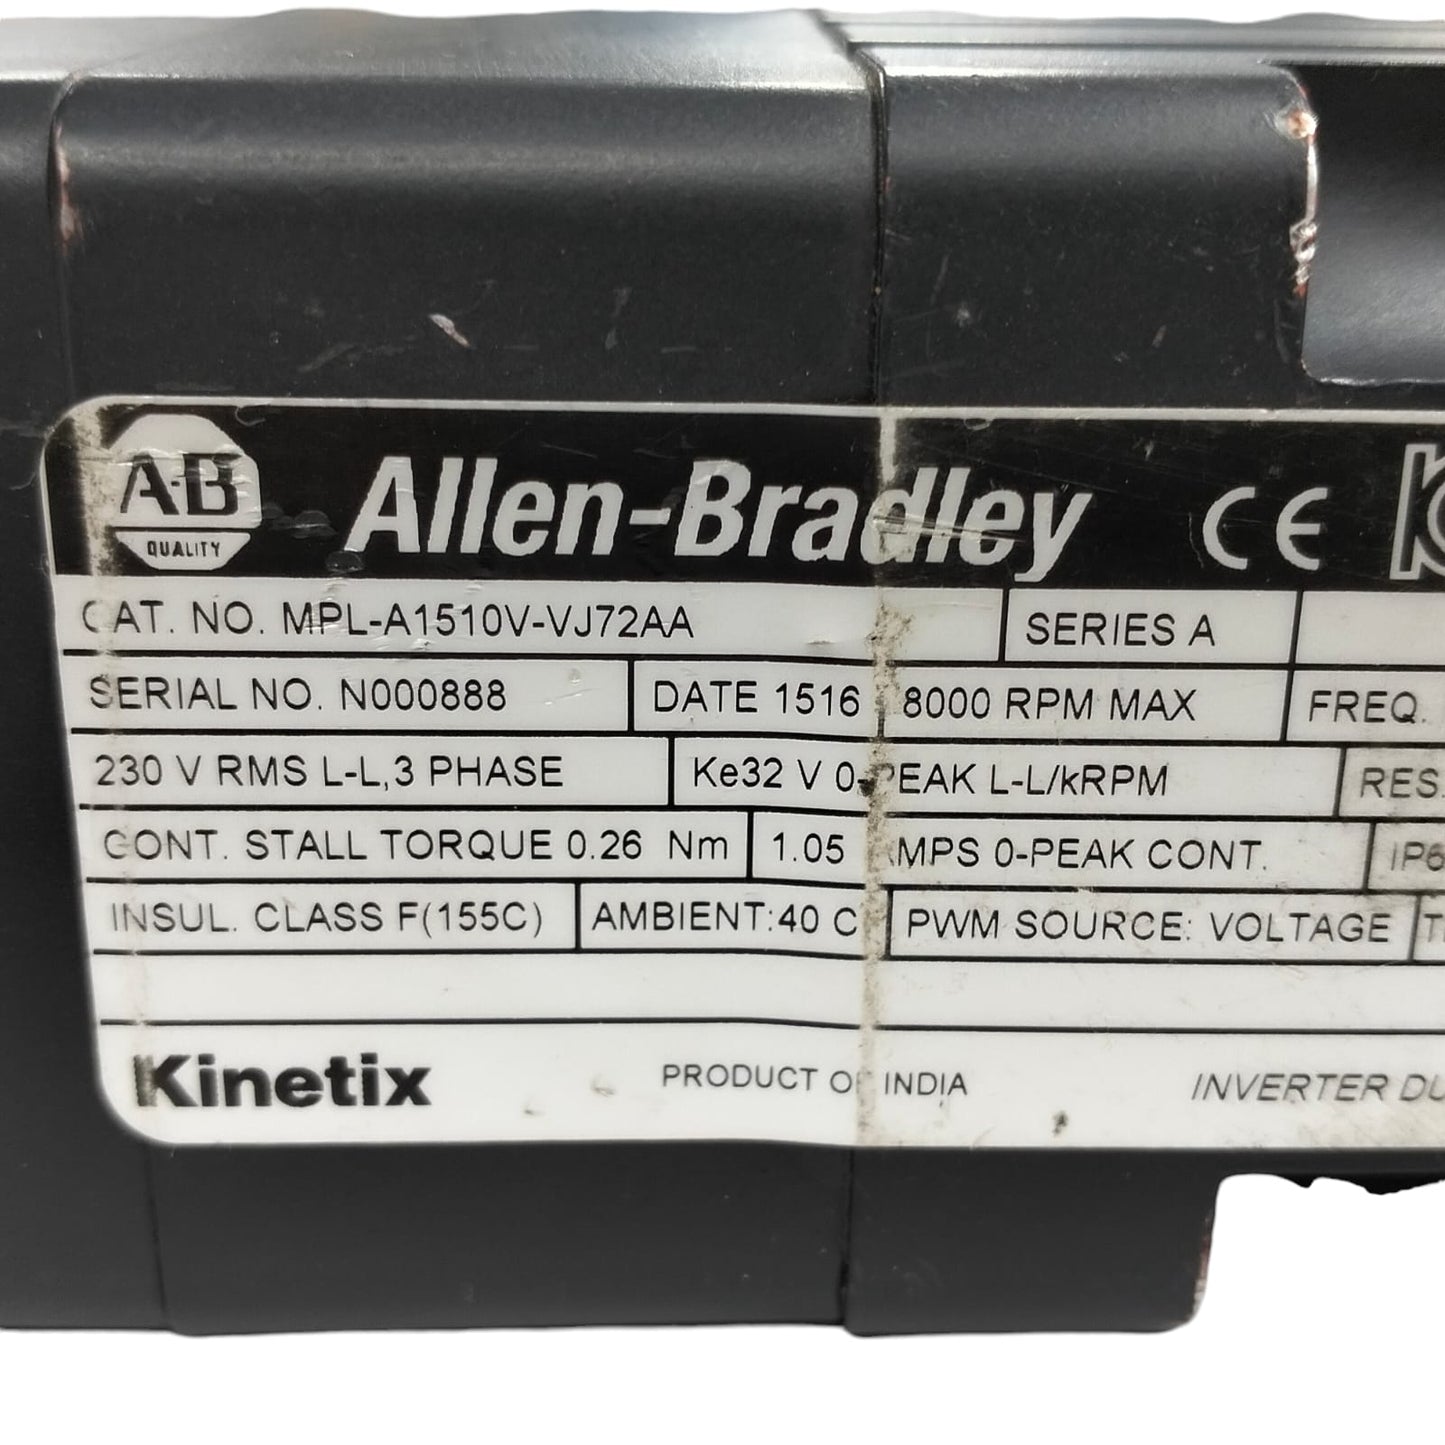 A-B
QUALITY
Allen-Bradley CE
CAT. NO. MPL-A1510V-VJ72AA SERIES A
SERIAL NO. N000888 DATE 1516 8000 RPM MAX FREQ.
230 V RMS L-L,3 PHASE Ke32 V 0-PEAK L-L/kRPM RES.
CONT. STALL TORQUE 0.26 Nm 1.05 AMPS 0-PEAK CONT.
INSUL. CLASS F(155C) AMBIENT:40 C PWM SOURCE: VOLTAGE
Kinetix PRODUCT OF INDIA INVERTER